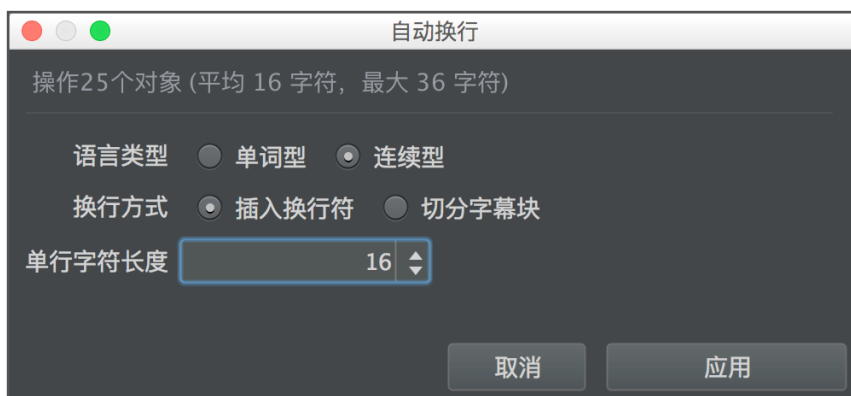 自动换行
操作25个对象 (平均 16 字符，最大 36 字符)
语言类型 单词型 连续型
换行方式 插入换行符 切分字幕块
单行字符长度 16
取消 应用